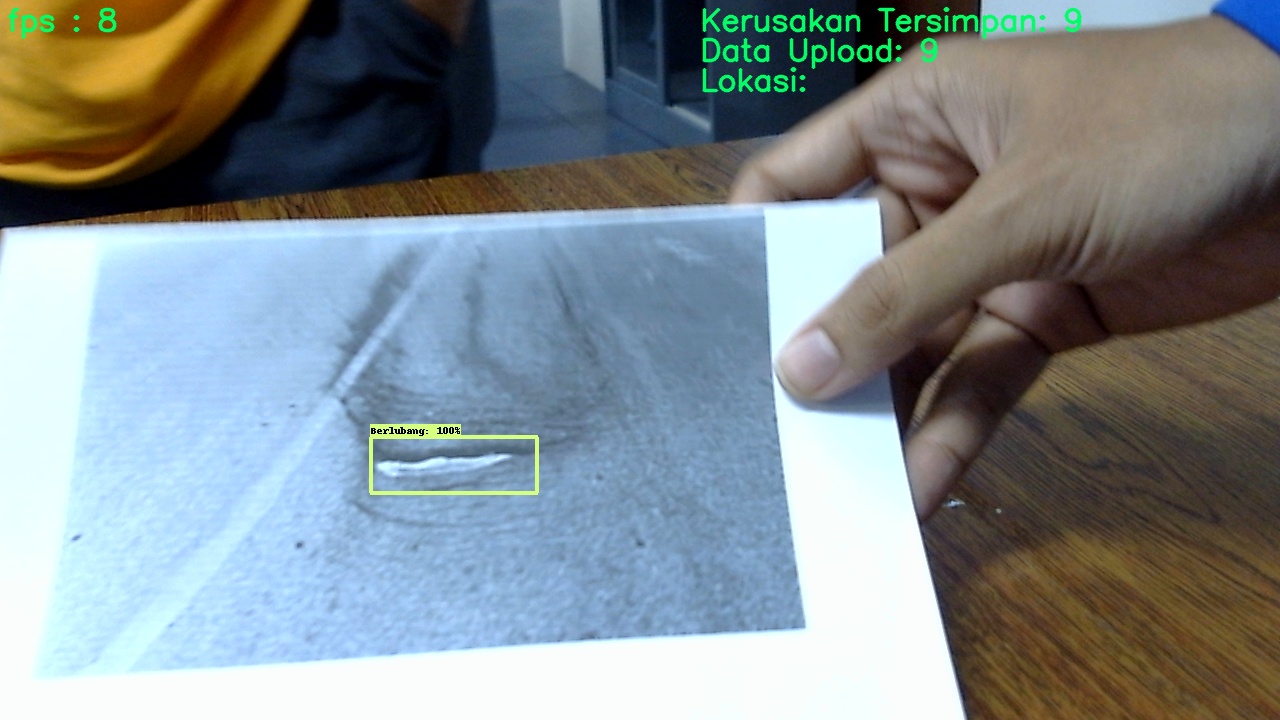 fps : 8
Kerusakan Tersimpan: 9
Data Upload: 9
Lokasi:
Berlubang: 100%